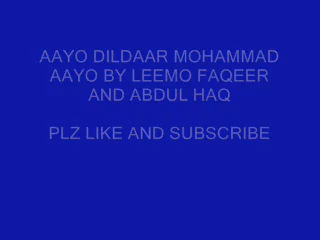 AAYO DILDAAR MOHAMMAD
AAYO BY LEEMO FAQEER
AND ABDUL HAQ
PLZ LIKE AND SUBSCRIBE